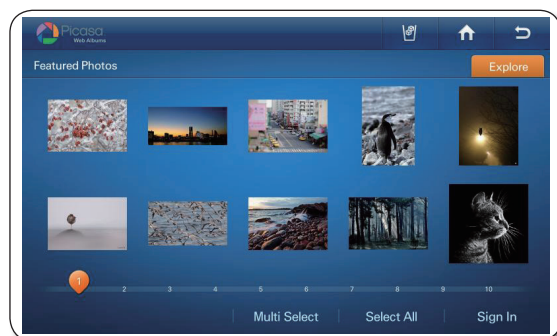 Picasa
Web Albums
Featured Photos
Explore
1 2 3 4 5 6 7 8 9 10
Multi Select Select All Sign In